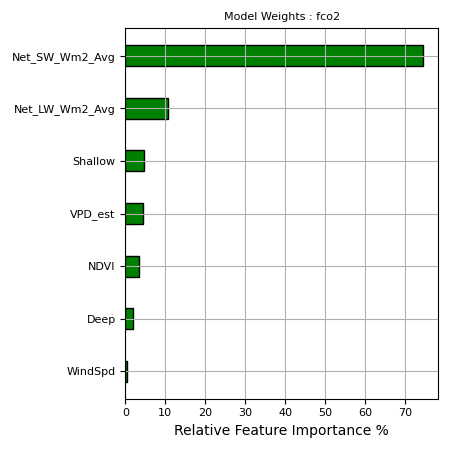 Model Weights : fco2
Net_SW_Wm2_Avg
Net_LW_Wm2_Avg
Shallow
VPD_est
NDVI
Deep
WindSpd
0 10 20 30 40 50 60 70
Relative Feature Importance %